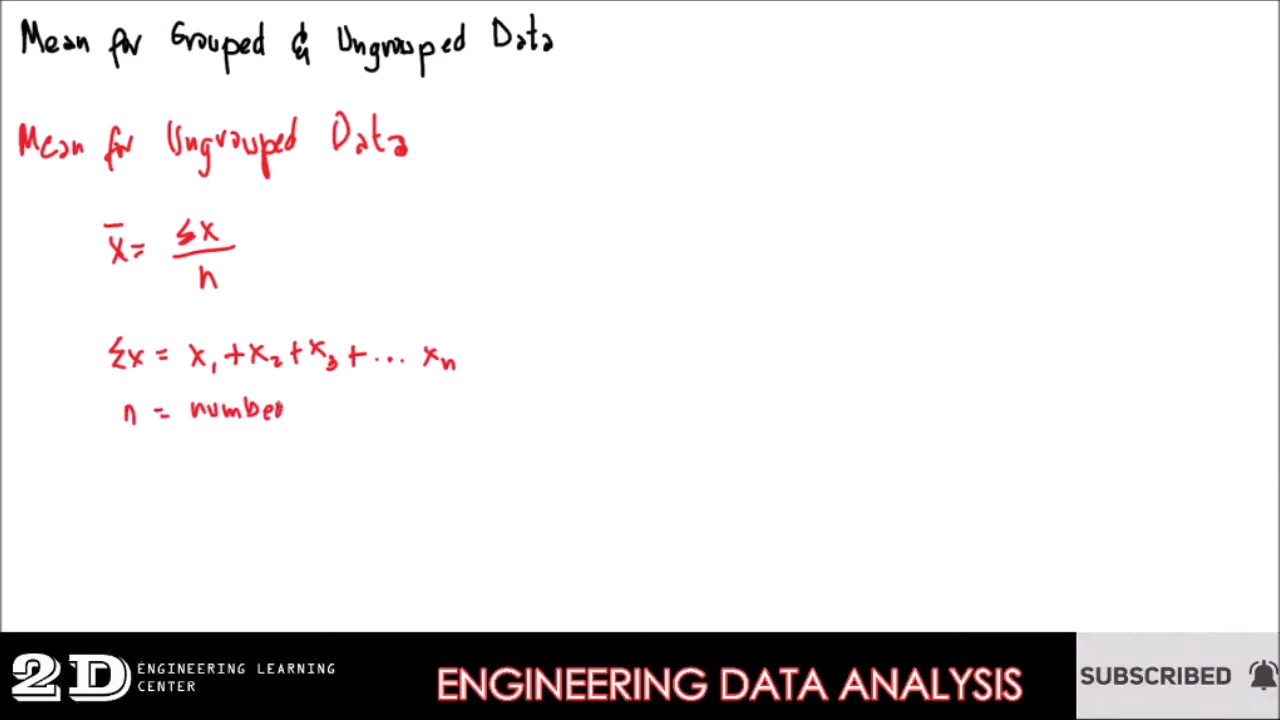 Mean for Grouped & Ungrouped Data
Mean for Ungrouped Data
x̄ = Σx / n
Σx = x₁ + x₂ + x₃ + ... xₙ
n = number
2D ENGINEERING LEARNING CENTER
ENGINEERING DATA ANALYSIS
SUBSCRIBED